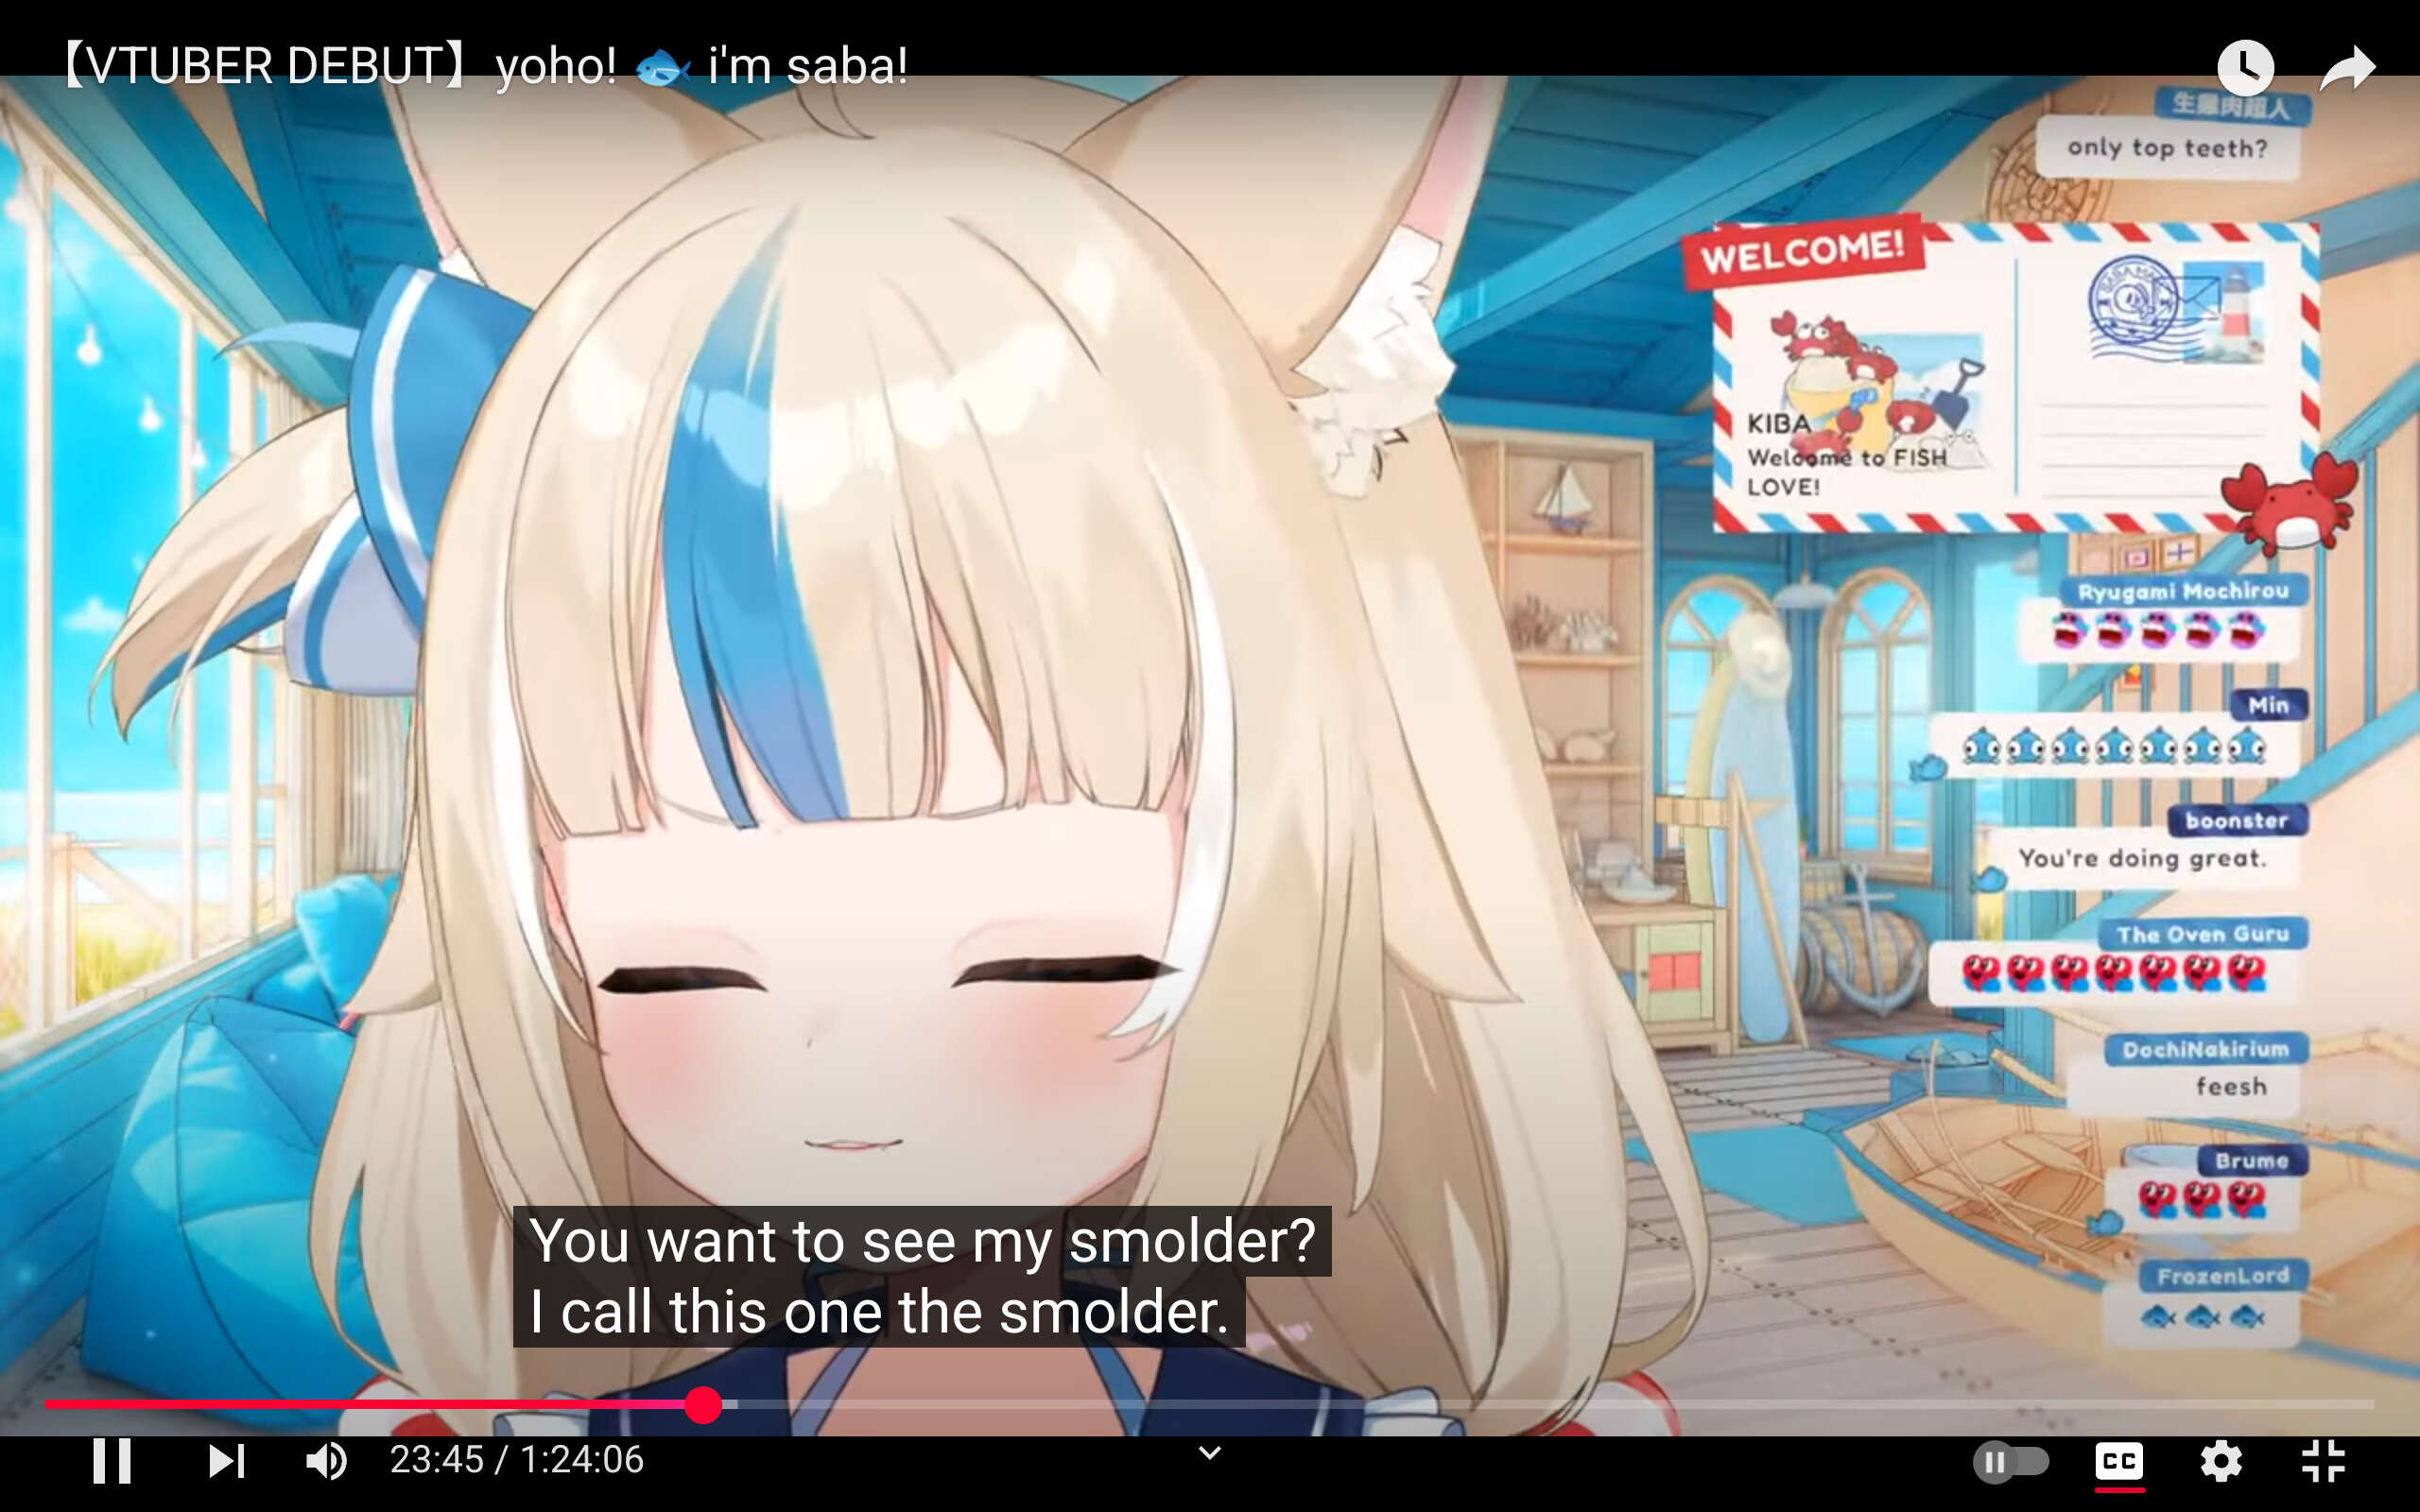 【VTUBER DEBUT】 yoho! 🐟 i'm saba!
生雞肉超人
only top teeth?
WELCOME!
KIBA
Welcome to FISH
LOVE!
Ryugami Mochirou
Min
boonster
You're doing great.
The Oven Guru
DochiNakirium
feesh
Brume
FrozenLord
You want to see my smolder?
I call this one the smolder.
23:45 / 1:24:06
CC